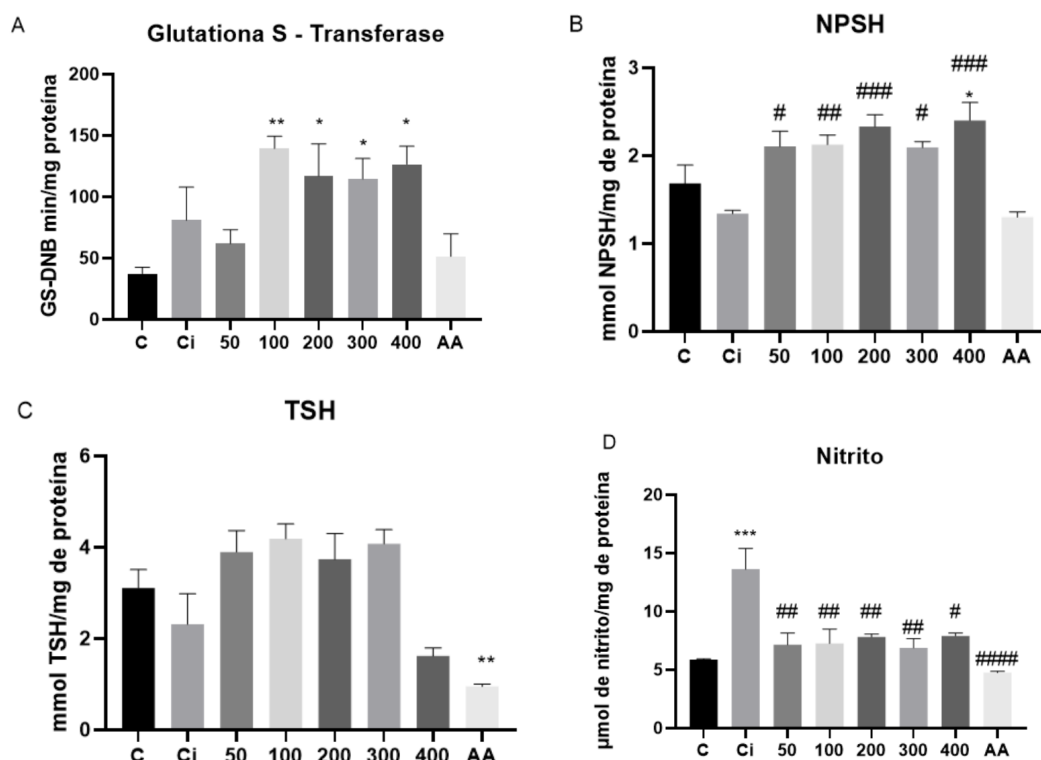 A
Glutationa S - Transferase
GS-DNB min/mg proteína
200
150
100
50
0
** * * *
C Ci 50 100 200 300 400 AA
B
NPSH
mmol NPSH/mg de proteína
3
2
1
0
# ## ### # ###
*
C Ci 50 100 200 300 400 AA
C
TSH
mmol TSH/mg de proteína
6
4
2
0
**
C Ci 50 100 200 300 400 AA
D
Nitrito
µmol de nitrito/mg de proteína
20
15
10
5
0
***
## ## ## ## # ####
C Ci 50 100 200 300 400 AA